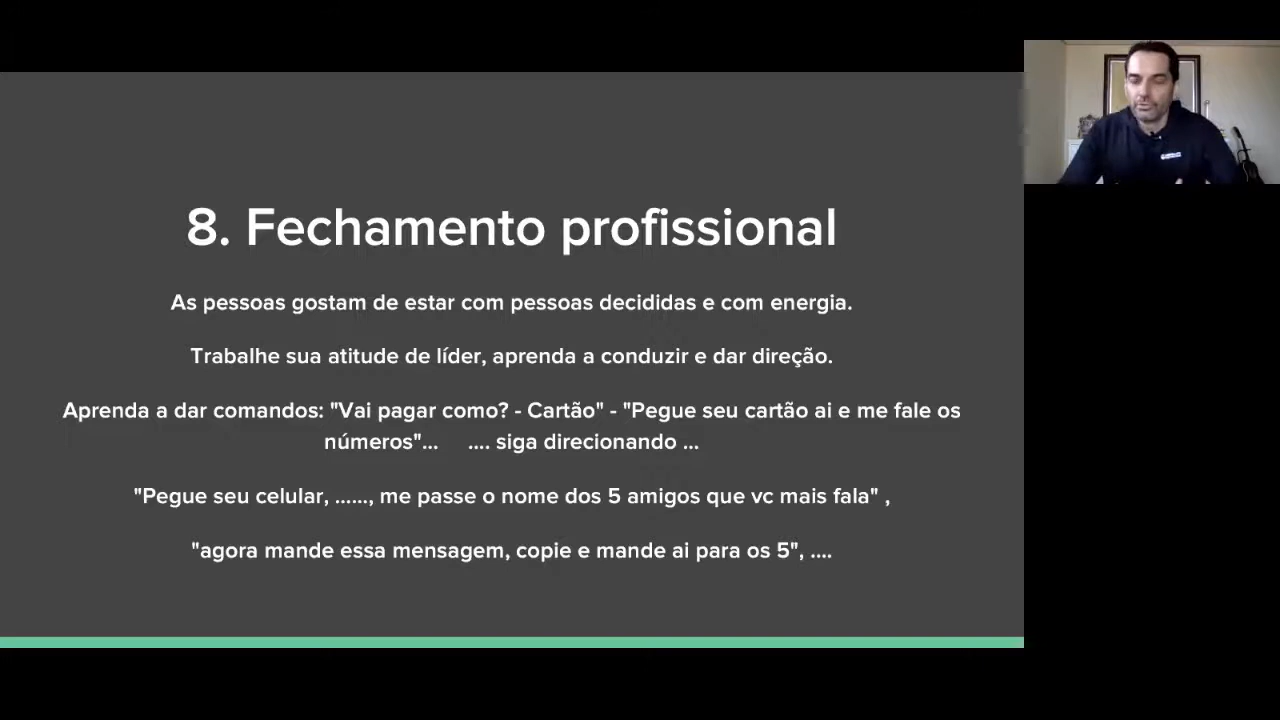 8. Fechamento profissional
As pessoas gostam de estar com pessoas decididas e com energia.
Trabalhe sua atitude de líder, aprenda a conduzir e dar direção.
Aprenda a dar comandos: "Vai pagar como? - Cartão" - "Pegue seu cartão ai e me fale os
números"... .... siga direcionando ...
"Pegue seu celular, ......, me passe o nome dos 5 amigos que vc mais fala" ,
"agora mande essa mensagem, copie e mande ai para os 5", ....